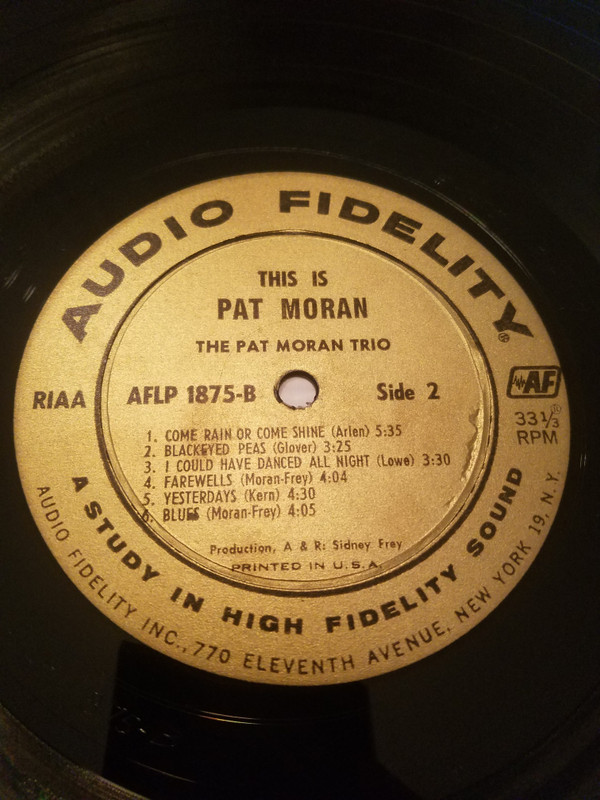 AUDIO FIDELITY®
THIS IS
PAT MORAN
THE PAT MORAN TRIO
RIAA
AFLP 1875-B
Side 2
AF®
33 1/3
RPM
1. COME RAIN OR COME SHINE (Arlen) 5:35
2. BLACKEYED PEAS (Glover) 3:25
3. I COULD HAVE DANCED ALL NIGHT (Lowe) 3:30
4. FAREWELLS (Moran-Frey) 4:04
5. YESTERDAYS (Kern) 4:30
6. BLUES (Moran-Frey) 4:05
Production, A & R: Sidney Frey
PRINTED IN U.S.A.
A STUDY IN HIGH FIDELITY SOUND
AUDIO FIDELITY INC., 770 ELEVENTH AVENUE, NEW YORK 19, N.Y.